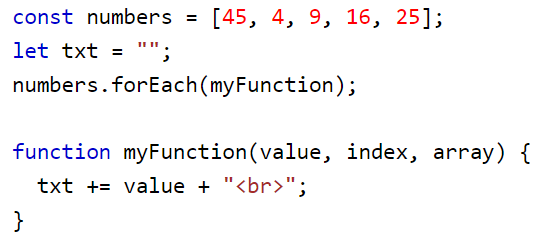 const numbers = [45, 4, 9, 16, 25];
let txt = "";
numbers.forEach(myFunction);

function myFunction(value, index, array) {
  txt += value + "<br>";
}